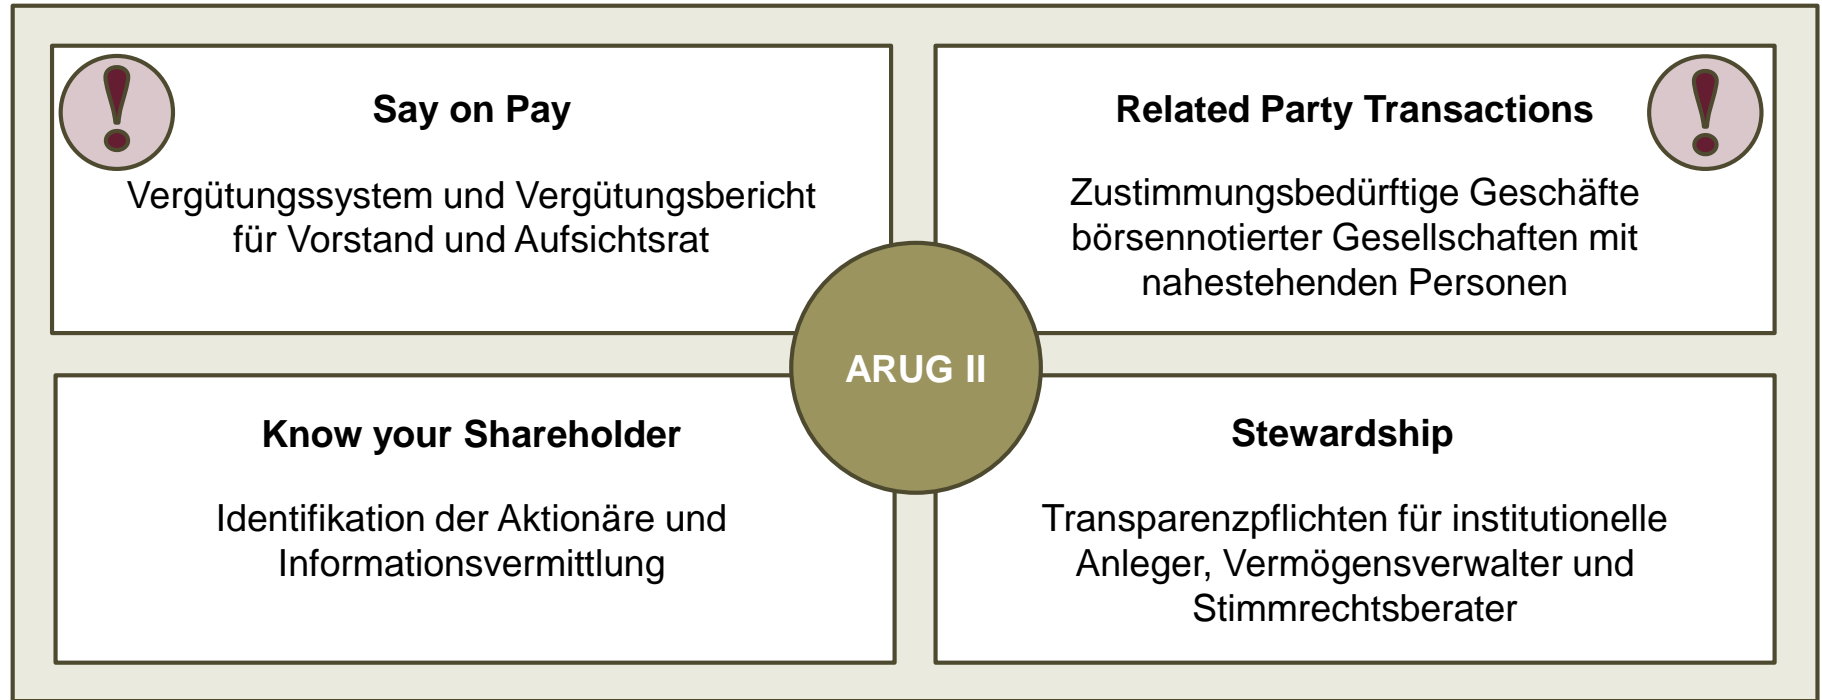 Say on Pay
Vergütungssystem und Vergütungsbericht
für Vorstand und Aufsichtsrat
Related Party Transactions
Zustimmungsbedürftige Geschäfte
börsennotierter Gesellschaften mit
nahestehenden Personen
ARUG II
Know your Shareholder
Identifikation der Aktionäre und
Informationsvermittlung
Stewardship
Transparenzpflichten für institutionelle
Anleger, Vermögensverwalter und
Stimmrechtsberater